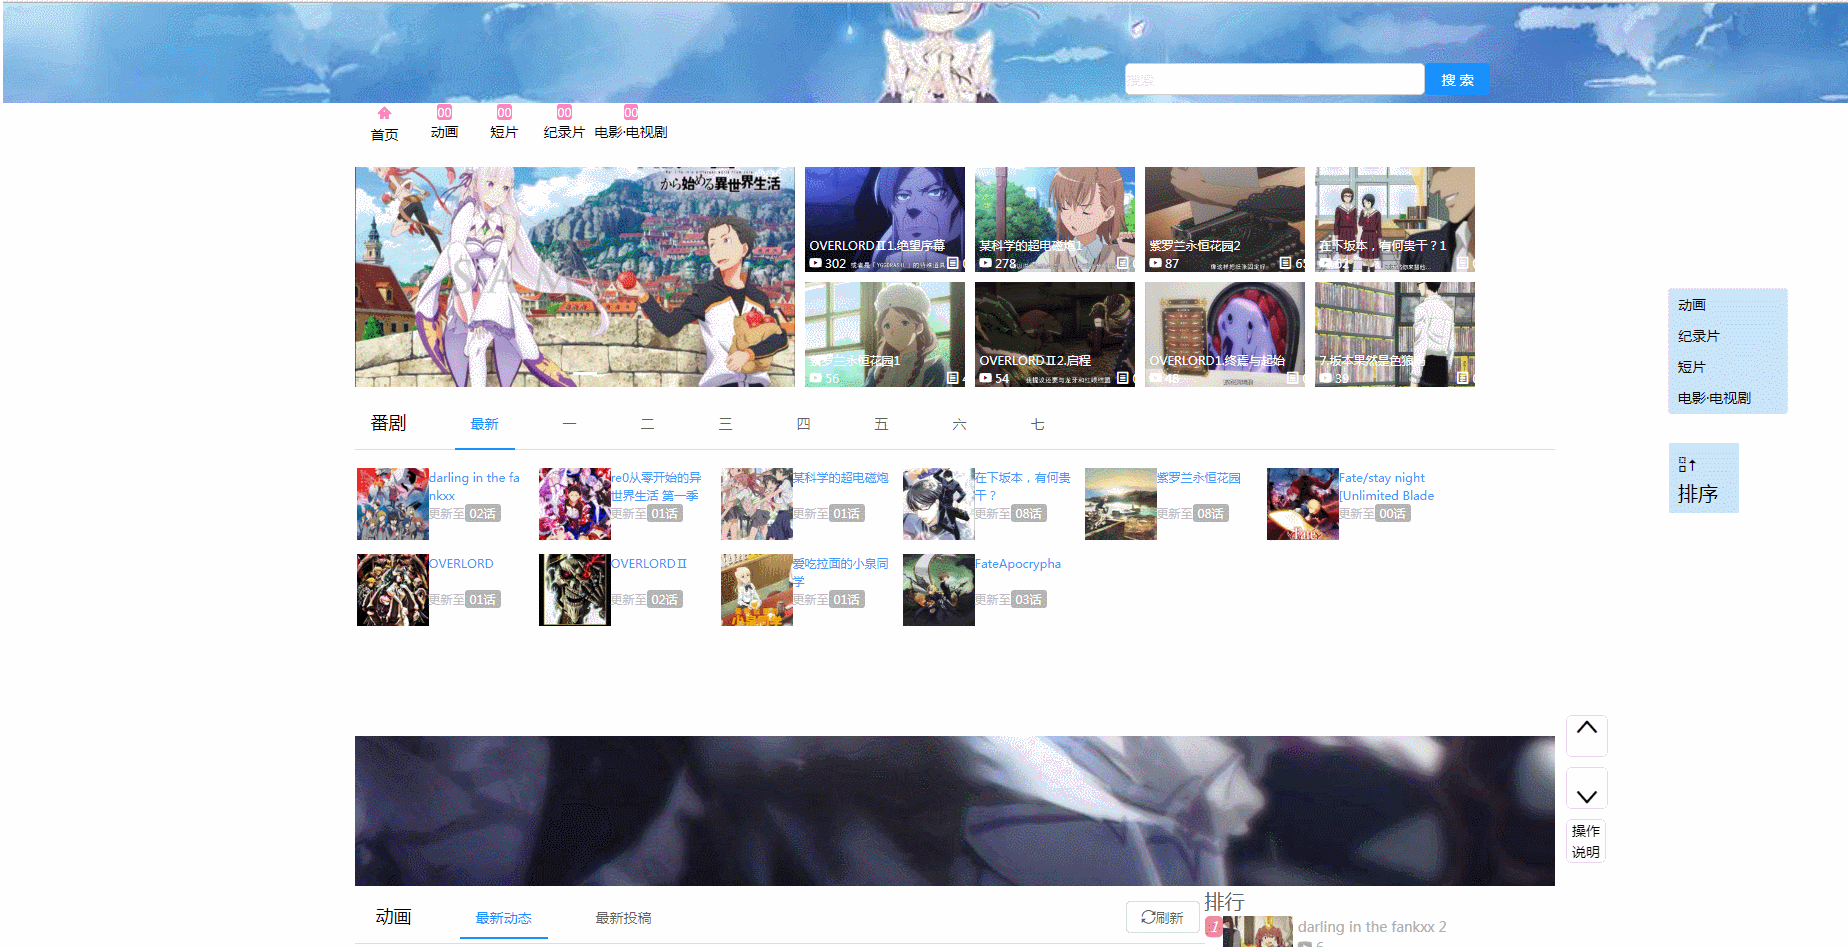 搜索
搜 索
首页
00
动画
00
短片
00
纪录片
00
电影·电视剧
から始める異世界生活
OVERLORDⅡ1.绝望序幕
302
某科学的超电磁炮1
278
紫罗兰永恒花园2
87
在下坂本，有何贵干？1
62
紫罗兰永恒花园1
56
OVERLORDⅡ2.启程
54
OVERLORD1.终焉与起始
48
39
动画
纪录片
短片
电影·电视剧
排序
番剧
最新
一
二
三
四
五
六
七
darling in the fa
nkxx
更新至 02话
re0从零开始的异
世界生活 第一季
更新至 01话
某科学的超电磁炮
更新至 01话
在下坂本，有何贵
干？
更新至 08话
紫罗兰永恒花园
更新至 08话
Fate/stay night
[Unlimited Blade
更新至 00话
OVERLORD
更新至 01话
OVERLORDⅡ
更新至 02话
爱吃拉面的小泉同
学
更新至 01话
FateApocrypha
更新至 03话
操作
说明
动画
最新动态
最新投稿
刷新
排行
1
darling in the fankxx 2
6